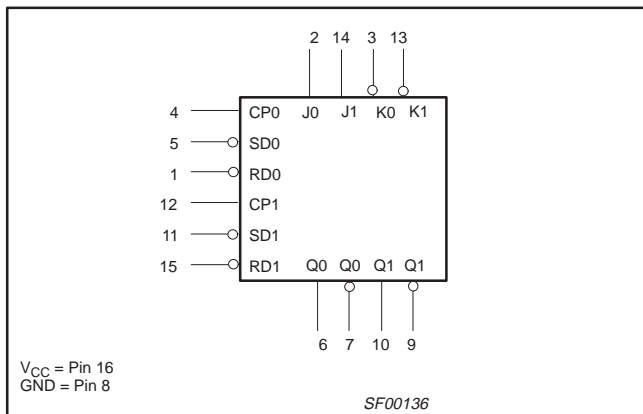 2 14 3 13
4 CP0 J0 J1 K0 K1
5 SD0
1 RD0
12 CP1
11 SD1
15 RD1 Q0 Q0 Q1 Q1
6 7 10 9
VCC = Pin 16
GND = Pin 8
SF00136